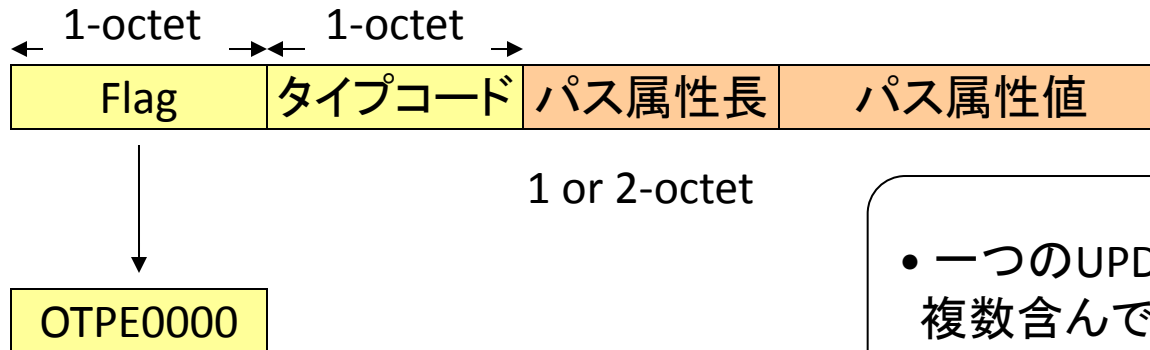 1-octet 1-octet
Flag タイプコード パス属性長 パス属性値
1 or 2-octet
• 一つのUPD
複数含んで
OTPE0000